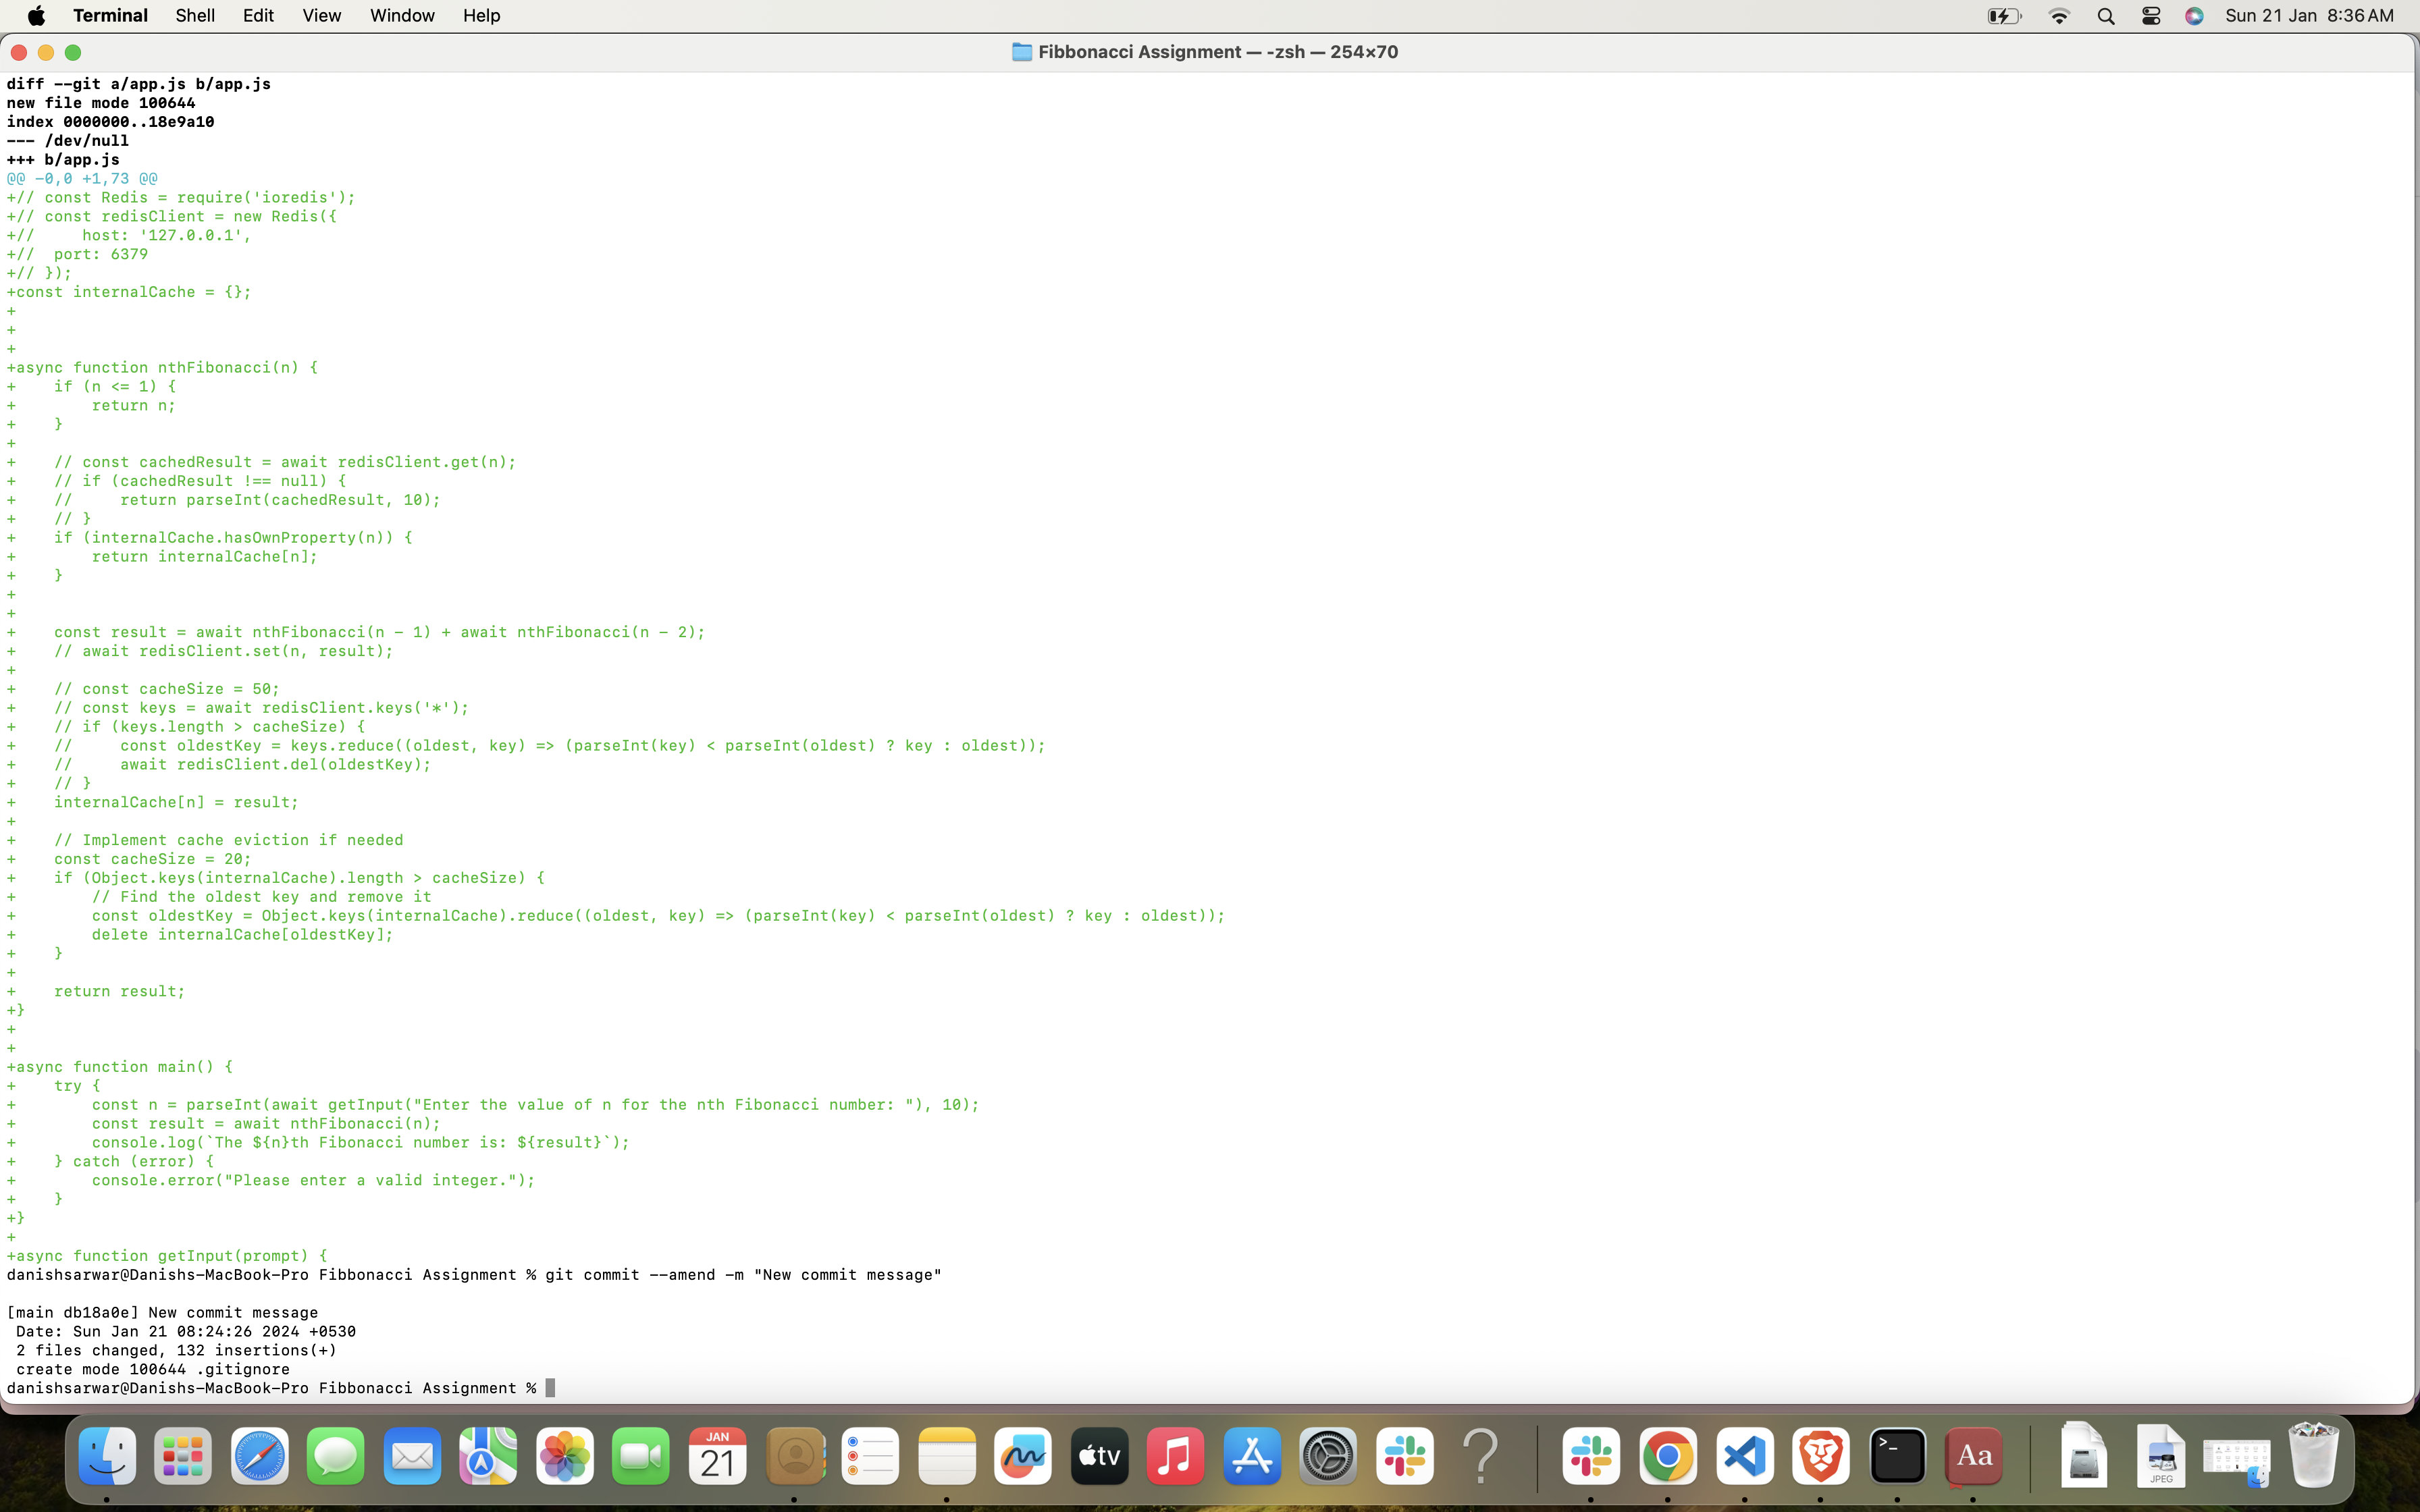 Terminal Shell Edit View Window Help Sun 21 Jan 8:36 AM
Fibbonacci Assignment — -zsh — 254×70
diff --git a/app.js b/app.js
new file mode 100644
index 0000000..18e9a10
--- /dev/null
+++ b/app.js
@@ -0,0 +1,73 @@
+// const Redis = require('ioredis');
+// const redisClient = new Redis({
+//     host: '127.0.0.1',
+//  port: 6379
+// });
+const internalCache = {};
+
+
+
+async function nthFibonacci(n) {
+    if (n <= 1) {
+        return n;
+    }
+
+    // const cachedResult = await redisClient.get(n);
+    // if (cachedResult !== null) {
+    //     return parseInt(cachedResult, 10);
+    // }
+    if (internalCache.hasOwnProperty(n)) {
+        return internalCache[n];
+    }
+
+
+    const result = await nthFibonacci(n - 1) + await nthFibonacci(n - 2);
+    // await redisClient.set(n, result);
+
+    // const cacheSize = 50;
+    // const keys = await redisClient.keys('*');
+    // if (keys.length > cacheSize) {
+    //     const oldestKey = keys.reduce((oldest, key) => (parseInt(key) < parseInt(oldest) ? key : oldest));
+    //     await redisClient.del(oldestKey);
+    // }
+    internalCache[n] = result;
+
+    // Implement cache eviction if needed
+    const cacheSize = 20;
+    if (Object.keys(internalCache).length > cacheSize) {
+        // Find the oldest key and remove it
+        const oldestKey = Object.keys(internalCache).reduce((oldest, key) => (parseInt(key) < parseInt(oldest) ? key : oldest));
+        delete internalCache[oldestKey];
+    }
+
+    return result;
+}
+
+
+async function main() {
+    try {
+        const n = parseInt(await getInput("Enter the value of n for the nth Fibonacci number: "), 10);
+        const result = await nthFibonacci(n);
+        console.log(`The ${n}th Fibonacci number is: ${result}`);
+    } catch (error) {
+        console.error("Please enter a valid integer.");
+    }
+}
+
+async function getInput(prompt) {
danishsarwar@Danishs-MacBook-Pro Fibbonacci Assignment % git commit --amend -m "New commit message"
[main db18a0e] New commit message
 Date: Sun Jan 21 08:24:26 2024 +0530
 2 files changed, 132 insertions(+)
 create mode 100644 .gitignore
danishsarwar@Danishs-MacBook-Pro Fibbonacci Assignment %
JAN
21
tv
>_
Aa
JPEG